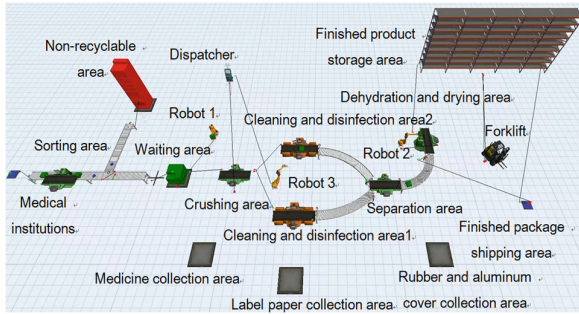 Non-recyclable
area
Dispatcher
Finished product
storage area
Robot 1
Dehydration and drying area
Cleaning and disinfection area2
Forklift
Sorting area
Waiting area
Robot 2
Robot 3
Medical
institutions
Crushing area
Separation area
Cleaning and disinfection area1
Finished package
shipping area
Medicine collection area
Rubber and aluminum
cover collection area
Label paper collection area